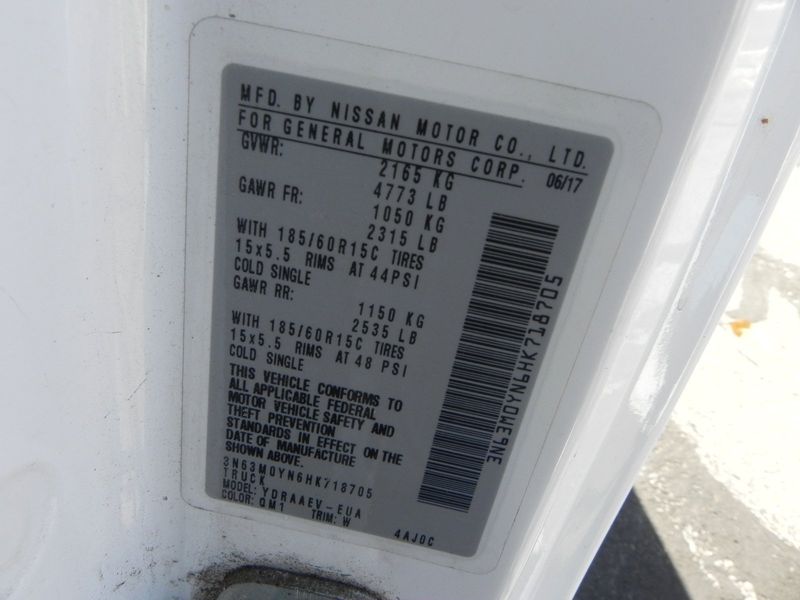 MFD. BY NISSAN MOTOR CO., LTD.
FOR GENERAL MOTORS CORP. 06/17
GVWR: 2165 KG
4773 LB
GAWR FR: 1050 KG
2315 LB
WITH 185/60R15C TIRES
15x5.5 RIMS AT 44PSI
COLD SINGLE
GAWR RR: 1150 KG
2535 LB
WITH 185/60R15C TIRES
15x5.5 RIMS AT 48 PSI
COLD SINGLE
THIS VEHICLE CONFORMS TO
ALL APPLICABLE FEDERAL
MOTOR VEHICLE SAFETY AND
THEFT PREVENTION
STANDARDS IN EFFECT ON THE
DATE OF MANUFACTURE
SHOWN ABOVE.
3N63M0YN6HK718705
TRUCK
MODEL: YDRAAEV-EUA
COLOR: QM1 TRIM: W
4AJ0C
3N63M0YN6HK718705